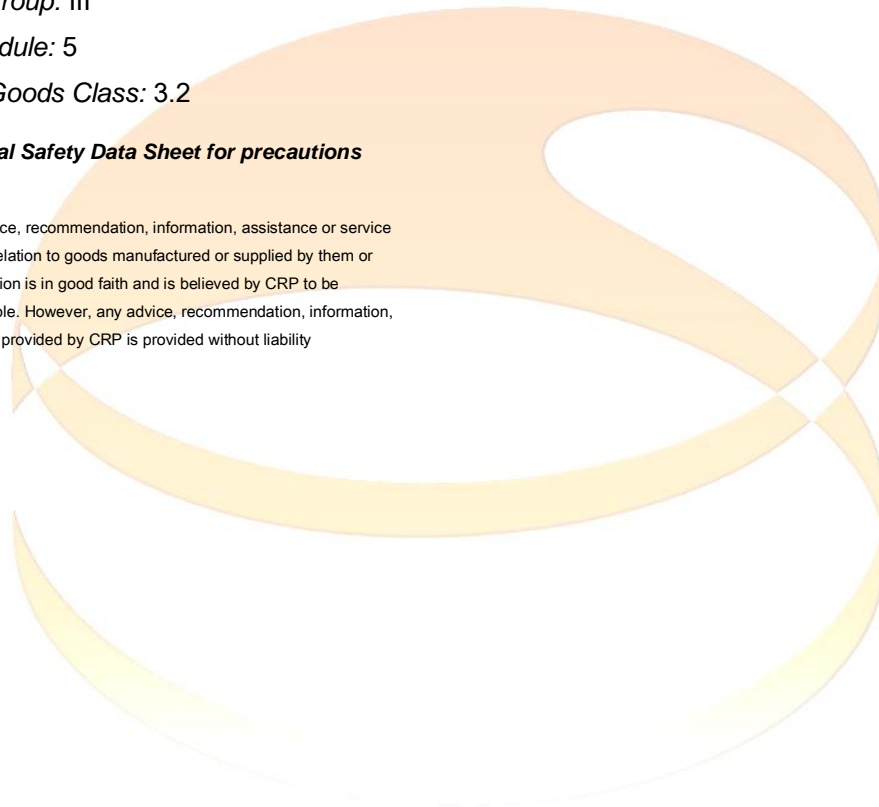 roup: III
dule: 5
Goods Class: 3.2
al Safety Data Sheet for precautions
ce, recommendation, information, assistance or service
elation to goods manufactured or supplied by them or
ion is in good faith and is believed by CRP to be
ble. However, any advice, recommendation, information,
provided by CRP is provided without liability